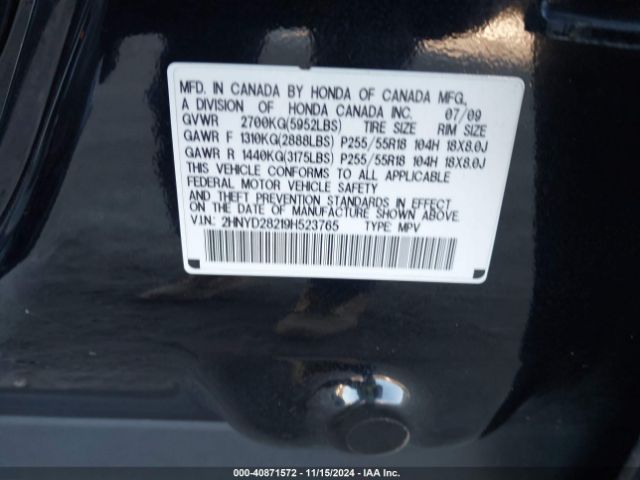 MFD. IN CANADA BY HONDA OF CANADA MFG.,
A DIVISION OF HONDA CANADA INC. 07/09
GVWR 2700KG(5952LBS) TIRE SIZE RIM SIZE
GAWR F 1310KG(2888LBS) P255/55R18 104H 18X8.0J
GAWR R 1440KG(3175LBS) P255/55R18 104H 18X8.0J
THIS VEHICLE CONFORMS TO ALL APPLICABLE
FEDERAL MOTOR VEHICLE SAFETY
AND THEFT PREVENTION STANDARDS IN EFFECT
ON THE DATE OF MANUFACTURE SHOWN ABOVE.
V.I.N.: 2HNYD28219H523765 TYPE: MPV
000-40871572 - 11/15/2024 - IAA Inc.